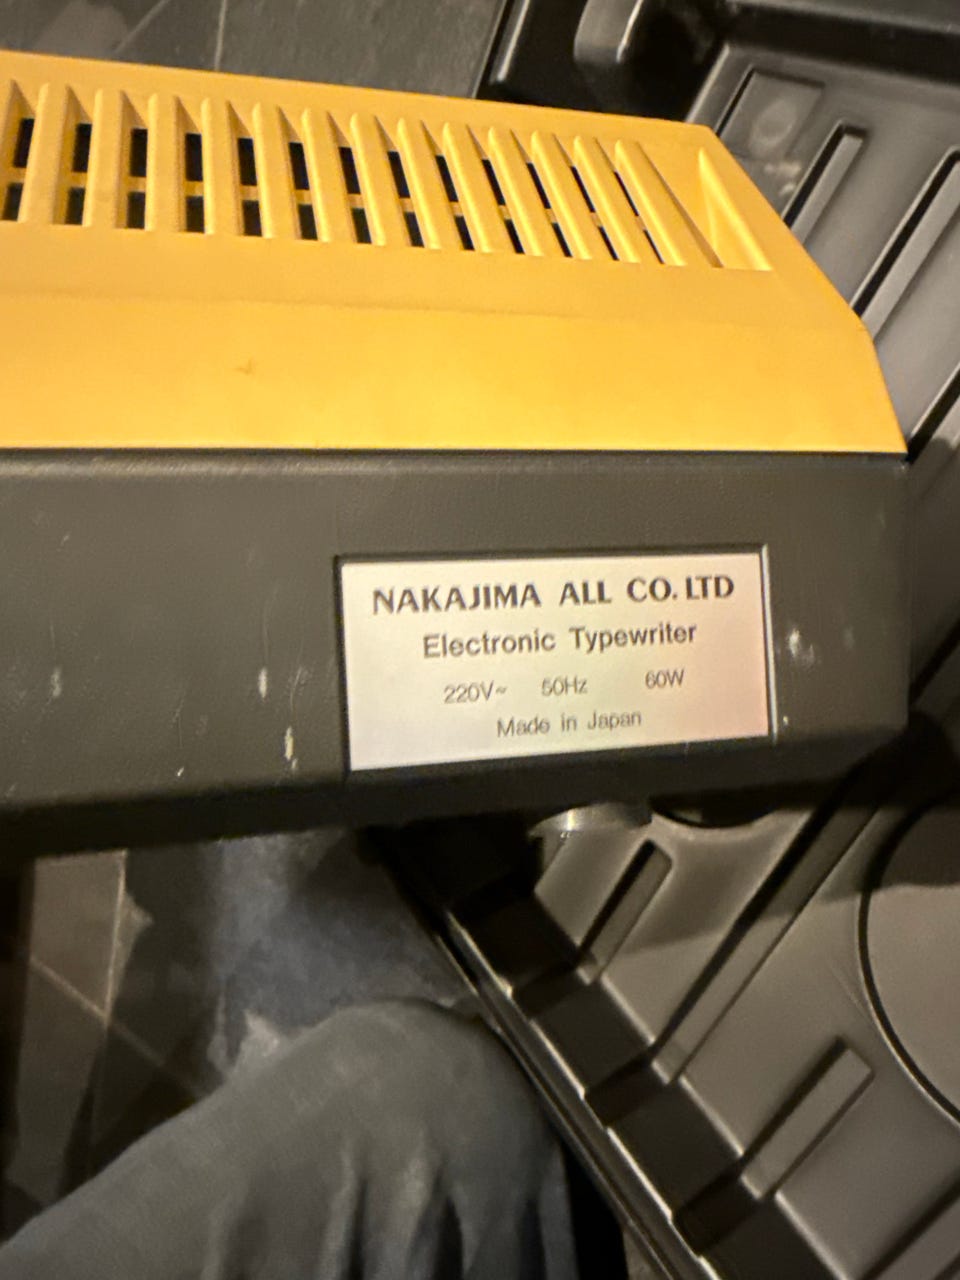 NAKAJIMA ALL CO. LTD
Electronic Typewriter
220V~ 50Hz 60W
Made in Japan